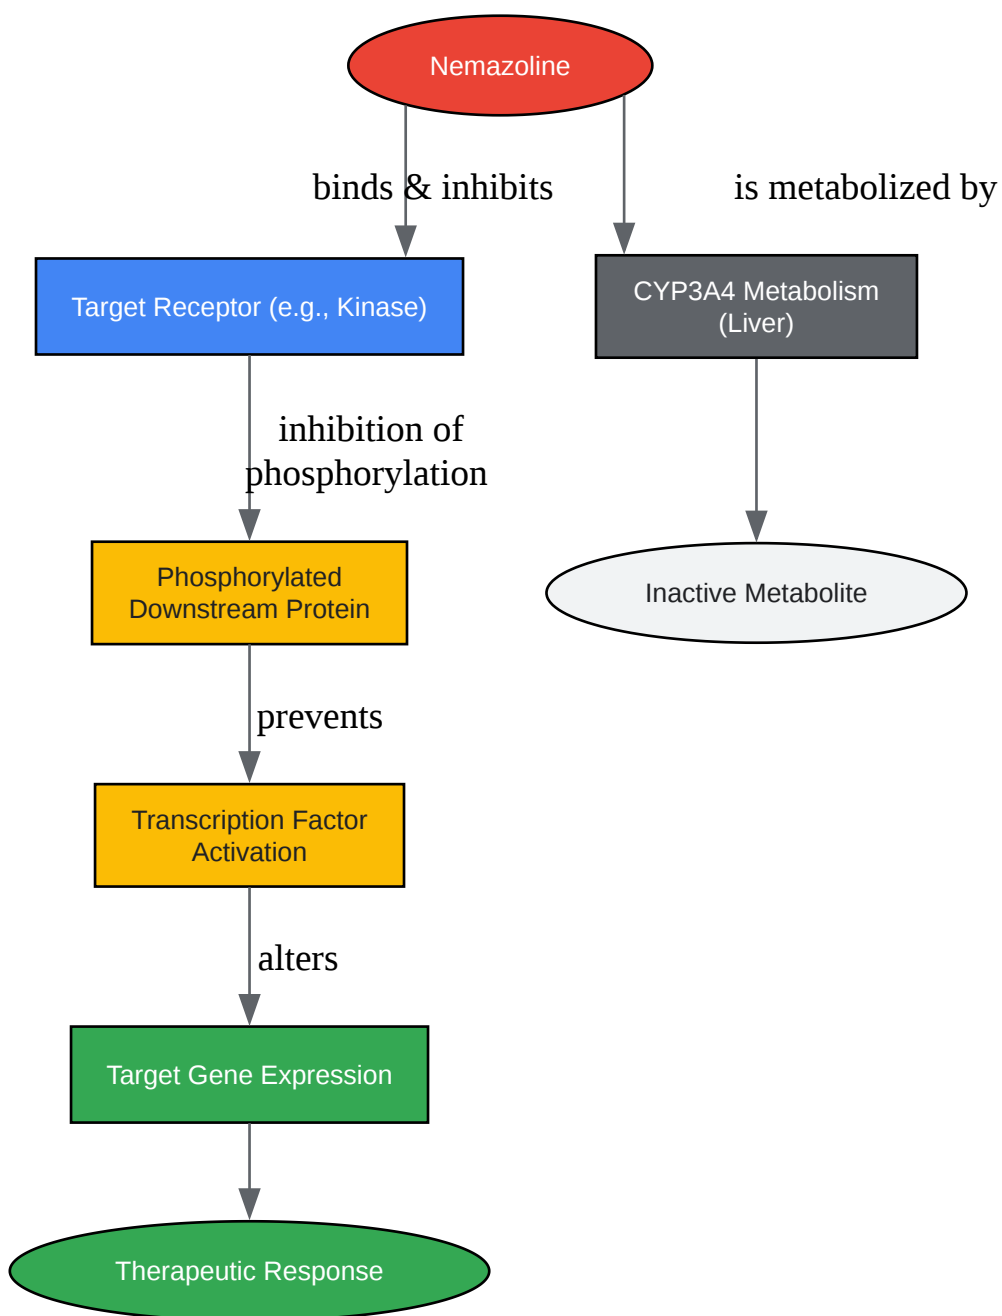 Nemazoline
binds & inhibits
is metabolized by
Target Receptor (e.g., Kinase)
CYP3A4 Metabolism
(Liver)
inhibition of
phosphorylation
Phosphorylated
Downstream Protein
Inactive Metabolite
prevents
Transcription Factor
Activation
alters
Target Gene Expression
Therapeutic Response